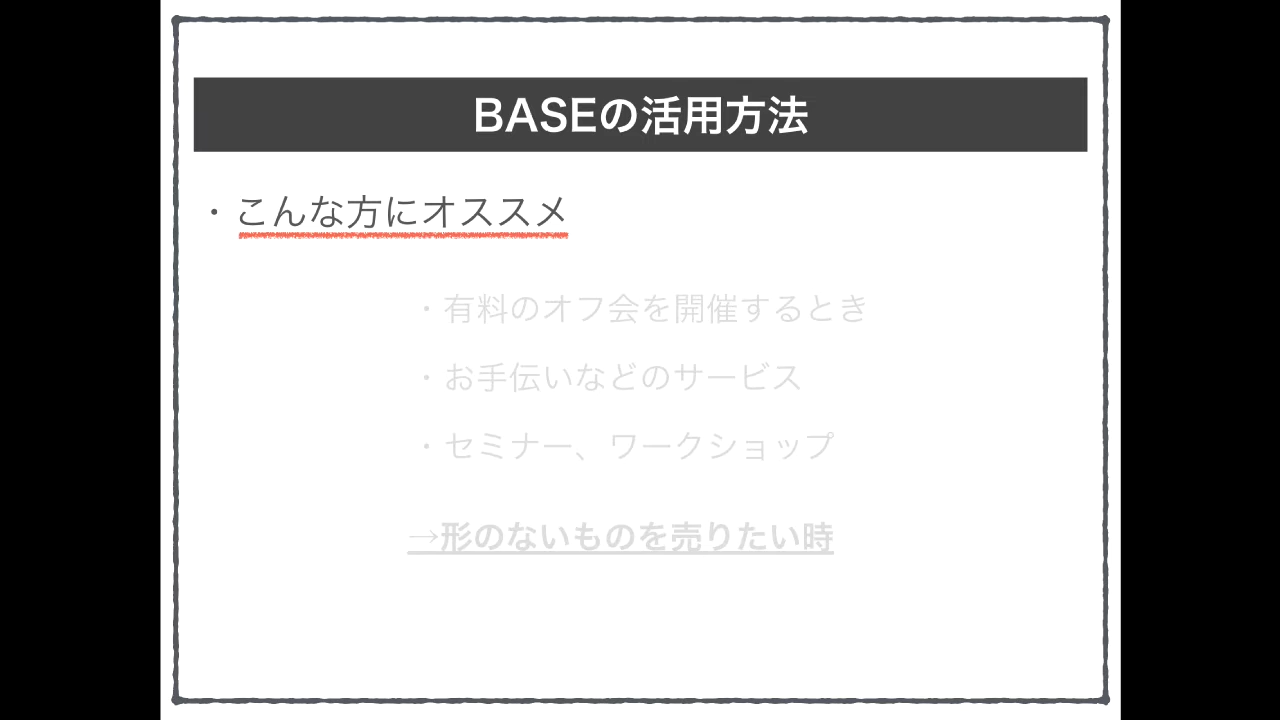 BASEの活用方法
・こんな方にオススメ
・有料のオフ会を開催するとき
・お手伝いなどのサービス
・セミナー、ワークショップ
→形のないものを売りたい時